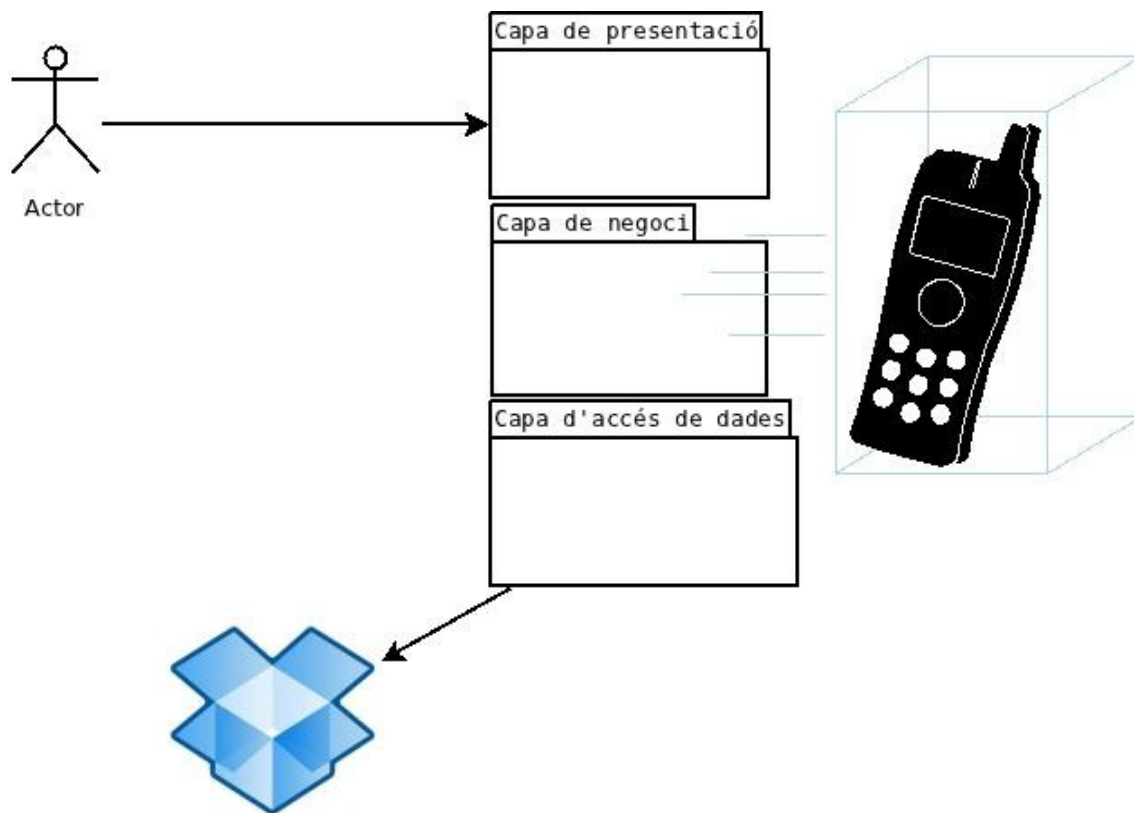 Capa de presentació
Actor
Capa de negoci
Capa d'accés de dades